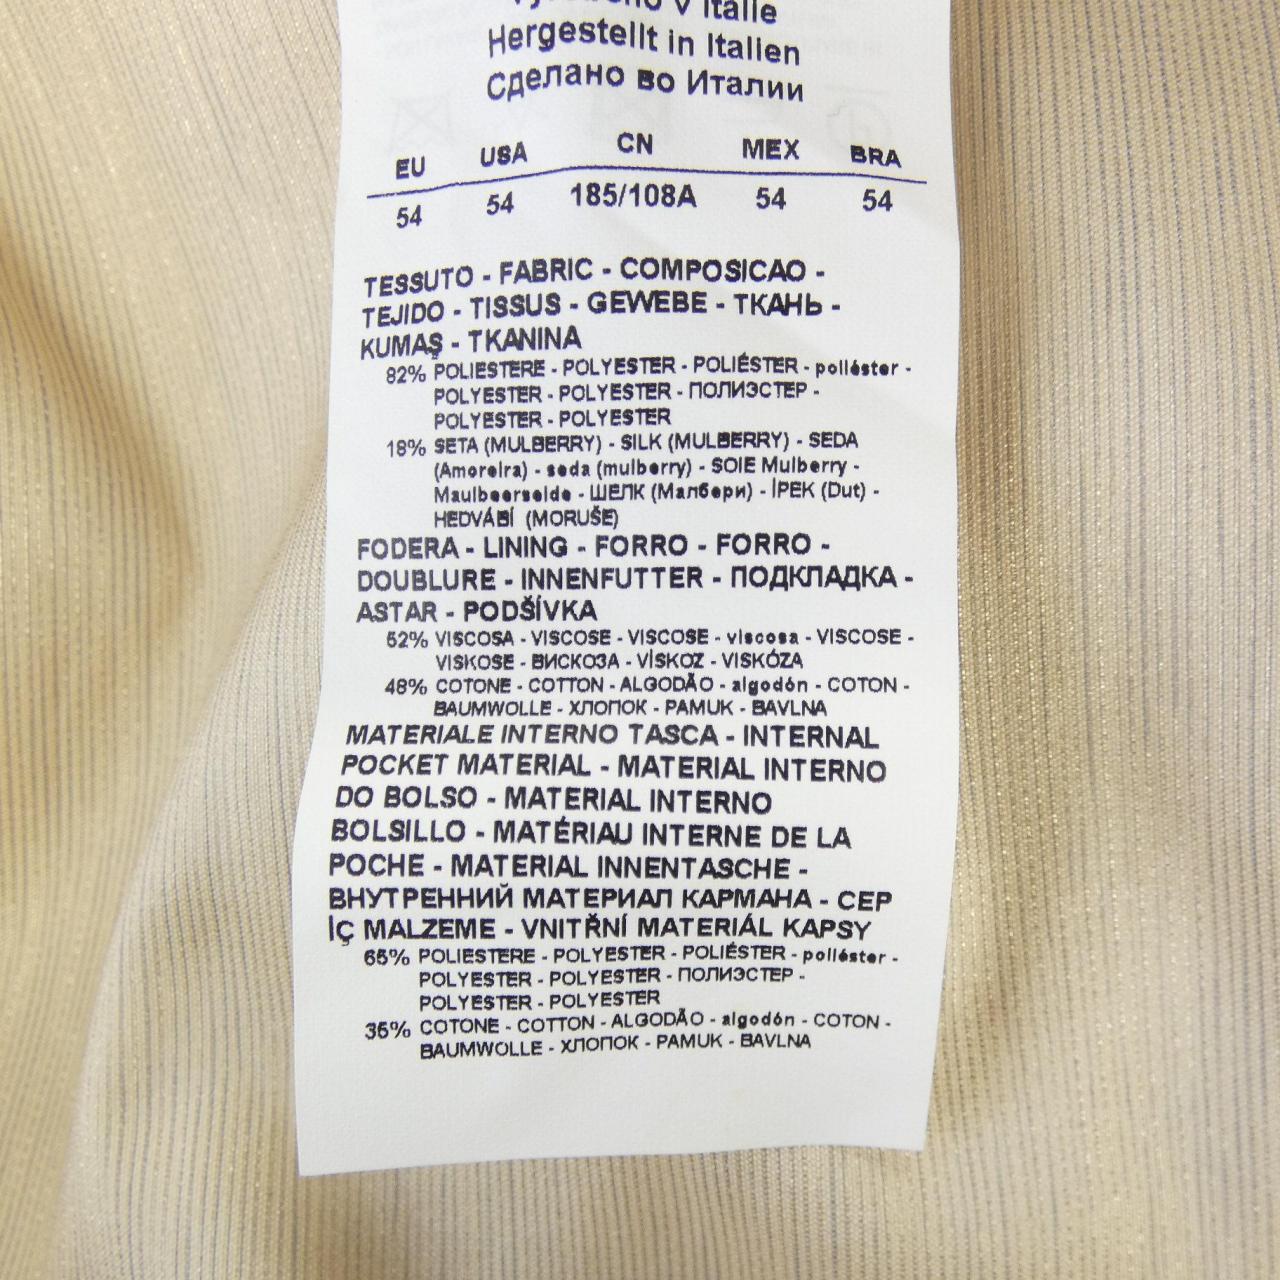 v Italie
Hergestellt in Italien
Сделано во Италии
EU USA CN MEX BRA
54 54 185/108A 54 54
TESSUTO - FABRIC - COMPOSICAO -
TEJIDO - TISSUS - GEWEBE - ТКАНЬ -
KUMAŞ - TKANINA
82% POLIESTERE - POLYESTER - POLIÉSTER - poliéster -
POLYESTER - POLYESTER - ПОЛИЭСТЕР -
POLYESTER - POLYESTER
18% SETA (MULBERRY) - SILK (MULBERRY) - SEDA
(Amoreira) - seda (mulberry) - SOIE Mulberry -
Maulbeerseide - ШЕЛК (Малбери) - İPEK (Dut) -
HEDVÁBÍ (MORUŠE)
FODERA - LINING - FORRO - FORRO -
DOUBLURE - INNENFUTTER - ПОДКЛАДКА -
ASTAR - PODŠÍVKA
52% VISCOSA - VISCOSE - VISCOSE - viscosa - VISCOSE -
VISKOSE - ВИСКОЗА - VİSKOZ - VISKÓZA
48% COTONE - COTTON - ALGODÃO - algodón - COTON -
BAUMWOLLE - ХЛОПОК - PAMUK - BAVLNA
MATERIALE INTERNO TASCA - INTERNAL
POCKET MATERIAL - MATERIAL INTERNO
DO BOLSO - MATERIAL INTERNO
BOLSILLO - MATÉRIAU INTERNE DE LA
POCHE - MATERIAL INNENTASCHE -
ВНУТРЕННИЙ МАТЕРИАЛ КАРМАНА - CEP
İÇ MALZEME - VNITŘNÍ MATERIÁL KAPSY
65% POLIESTERE - POLYESTER - POLIÉSTER - poliéster -
POLYESTER - POLYESTER - ПОЛИЭСТЕР -
POLYESTER - POLYESTER
35% COTONE - COTTON - ALGODÃO - algodón - COTON -
BAUMWOLLE - ХЛОПОК - PAMUK - BAVLNA